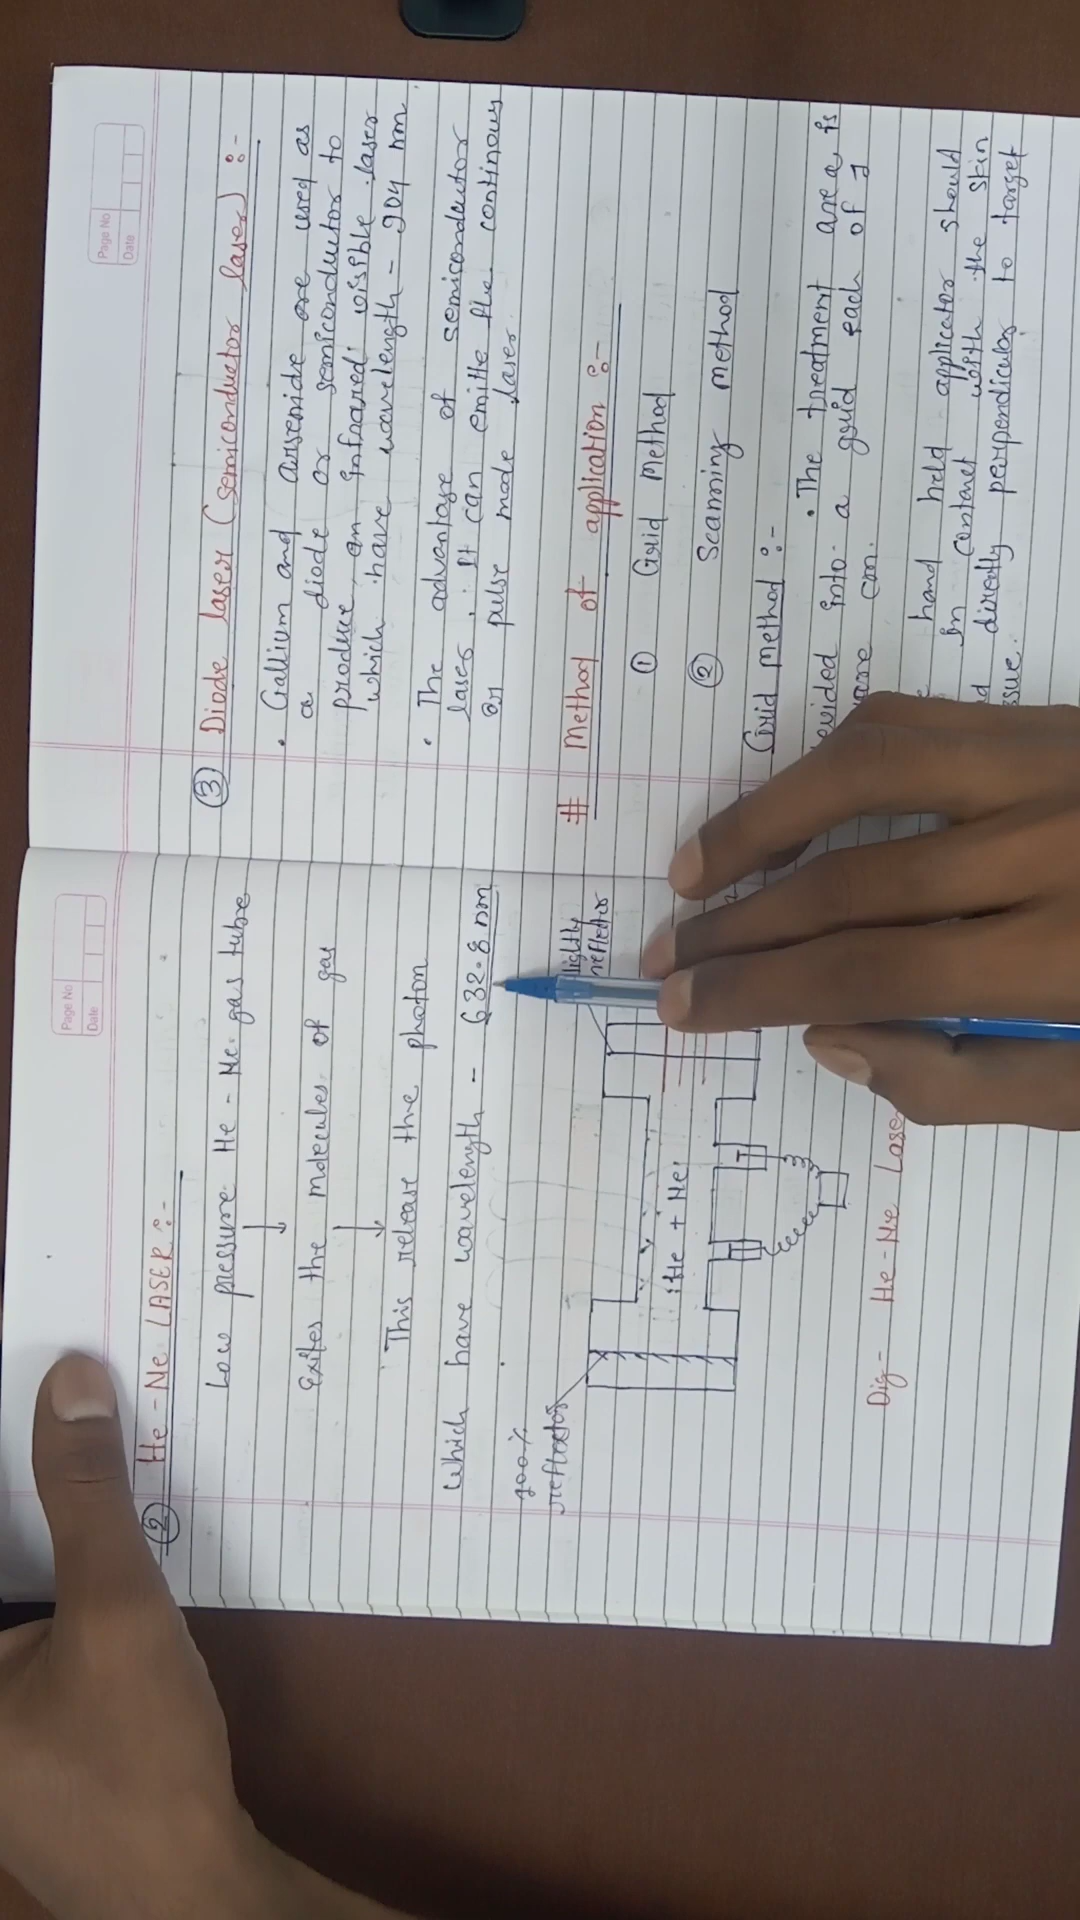 Page No
Date
② He-Ne LASER :-
Low pressure He-Ne gas tube
Exites the molecules of gas
This release the photon
which have wavelength - 632.8 nm
100%
reflector
lightly
reflector
He + Ne
Dig - He-Ne Laser
Page No
Date
③ Diode laser (semiconductor laser) :-
• Gallium and arsenide are used as
a diode or semiconductor to
produce an infrared visible laser
which have wavelength - 904 nm
• The advantage of semiconductor
laser. It can emitte the continous
or pulse mode laser.
# Method of application :-
① Grid Method
② Scanning method
Grid method :-
• The treatment area is
evided into a grid each of 1
are cm.
hand held applicator should
in contact with the skin
d directly perpendicular to target
ssue.